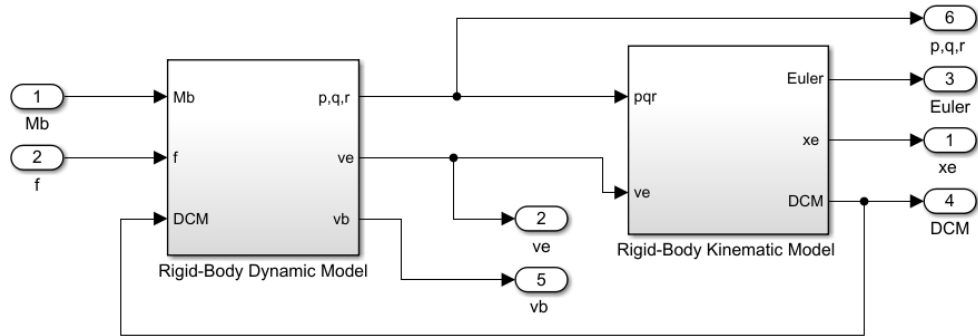 6
p,q,r
1
Mb
2
f
Mb
f
DCM
p,q,r
ve
vb
Rigid-Body Dynamic Model
2
ve
5
vb
pqr
ve
Euler
xe
DCM
Rigid-Body Kinematic Model
3
Euler
1
xe
4
DCM